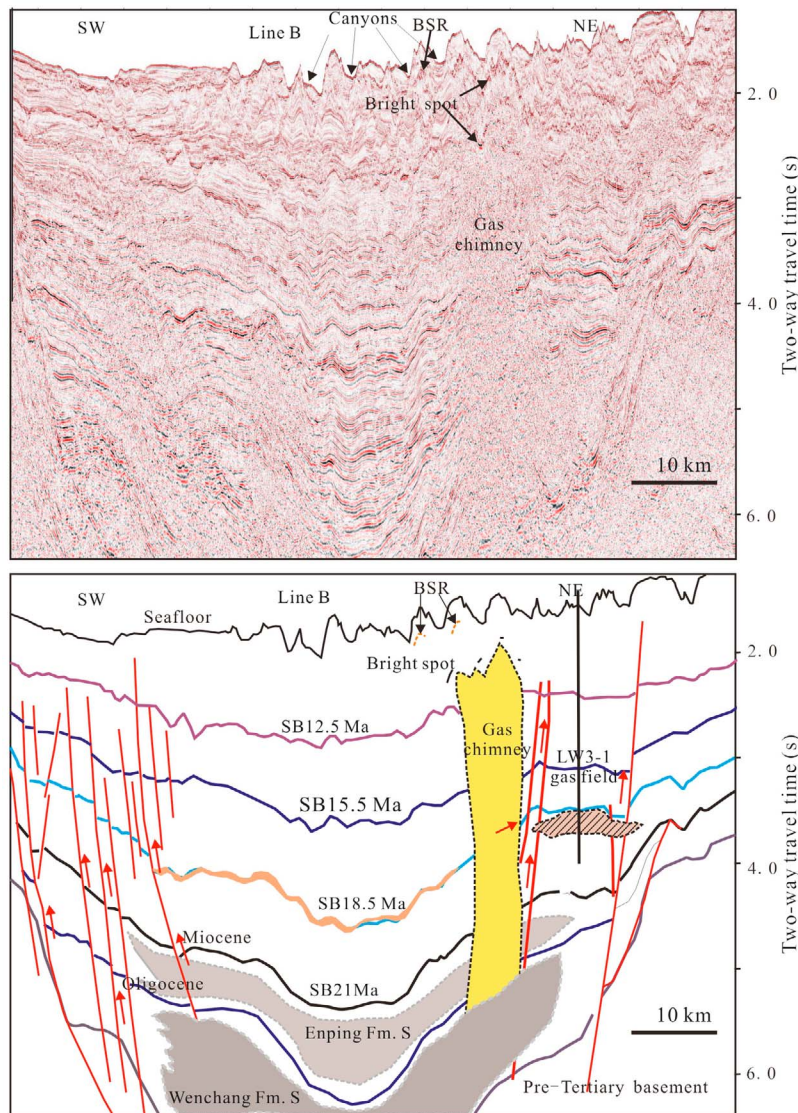 SW
Line B
Canyons
BSR
NE
Bright spot
Gas
chimney
2.0
4.0
6.0
10 km
Two-way travel time (s)
SW
Line B
BSR
NE
Seafloor
Bright spot
SB12.5 Ma
Gas
chimney
LW3-1
gas field
SB15.5 Ma
SB18.5 Ma
Miocene
Oligocene
SB21Ma
Enping Fm. S
Wenchang Fm. S
Pre-Tertiary basement
10 km
2.0
4.0
6.0
Two-way travel time (s)